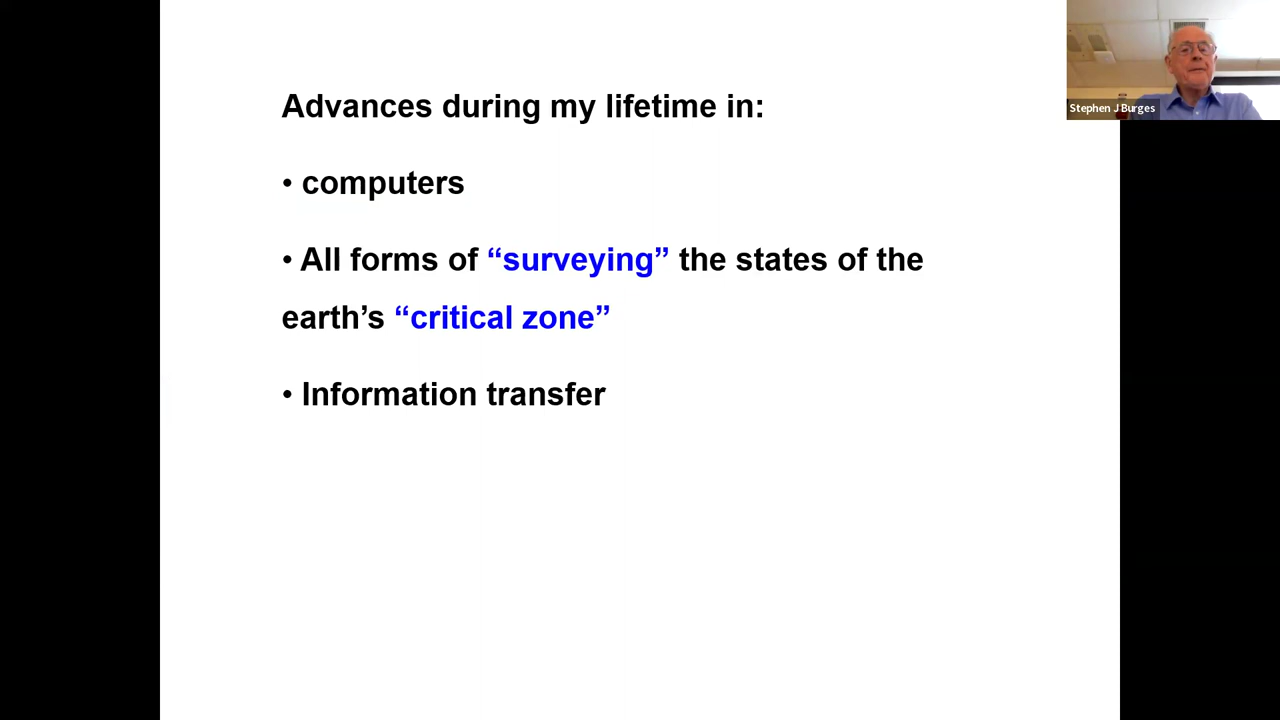 Stephen J Burges
Advances during my lifetime in:
• computers
• All forms of “surveying” the states of the
earth’s “critical zone”
• Information transfer